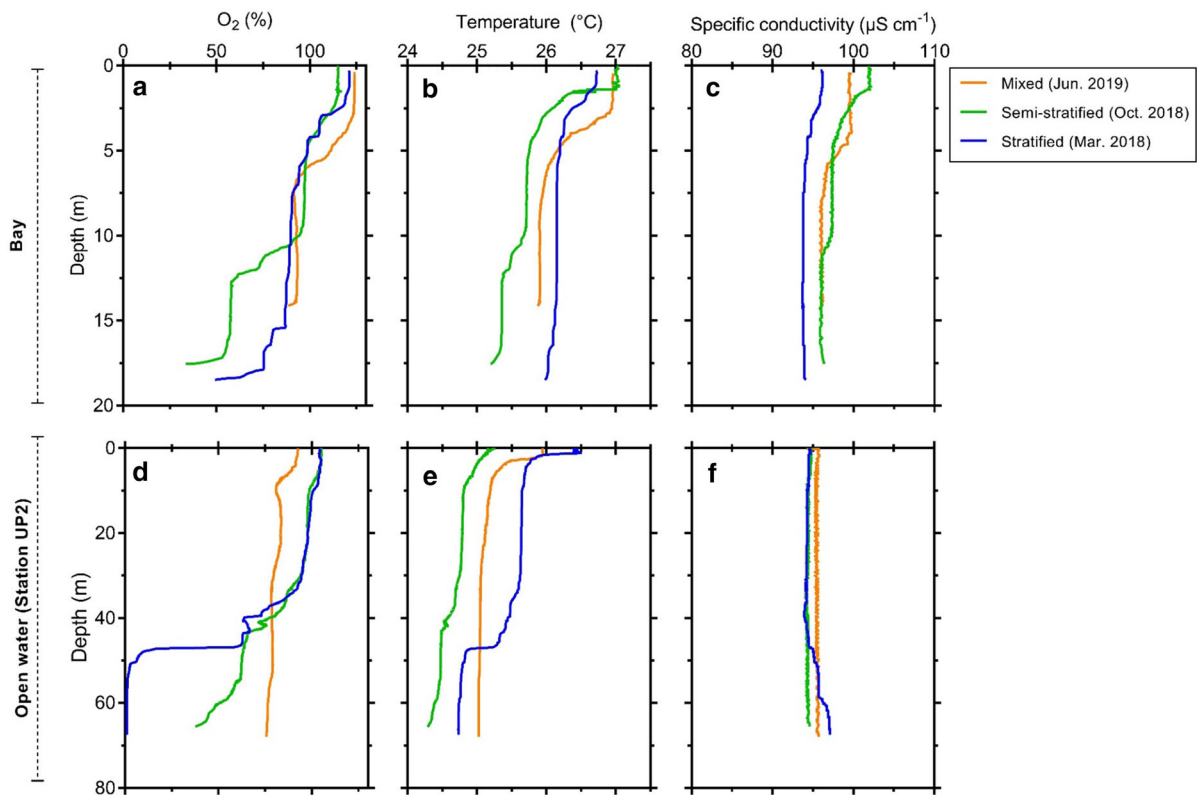 O₂ (%)
Temperature (°C)
Specific conductivity (µS cm⁻¹)
0 50 100
24 25 26 27
80 90 100 110
Bay
Depth (m)
0
5
10
15
20
a
b
c
Mixed (Jun. 2019)
Semi-stratified (Oct. 2018)
Stratified (Mar. 2018)
Open water (Station UP2)
Depth (m)
0
20
40
60
80
d
e
f